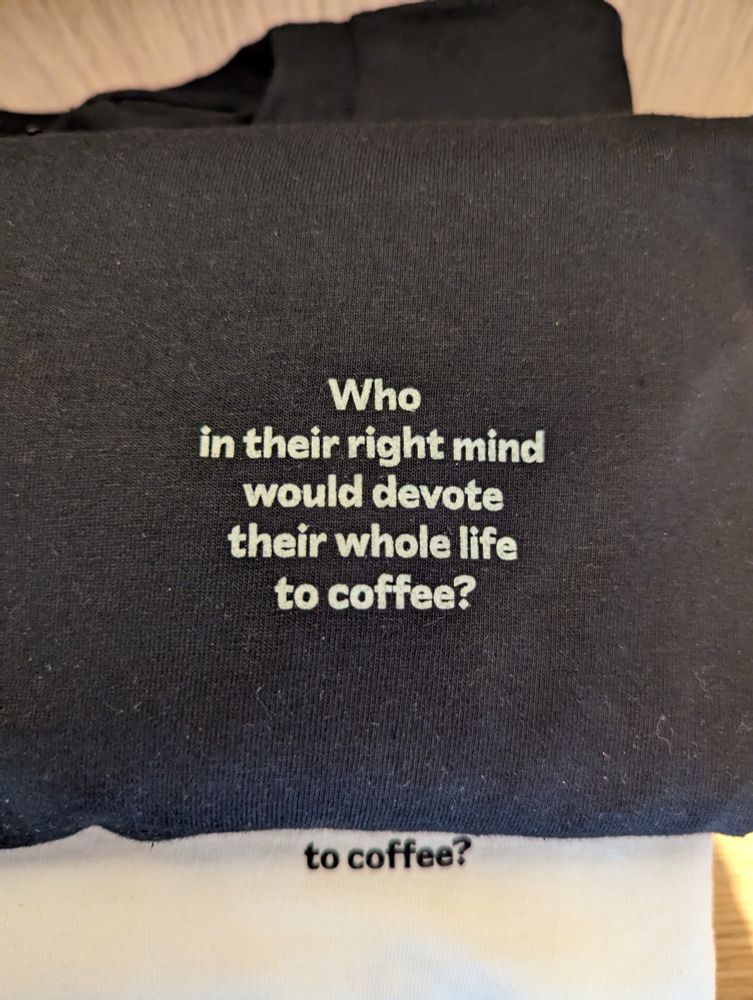 Who
in their right mind
would devote
their whole life
to coffee?
to coffee?